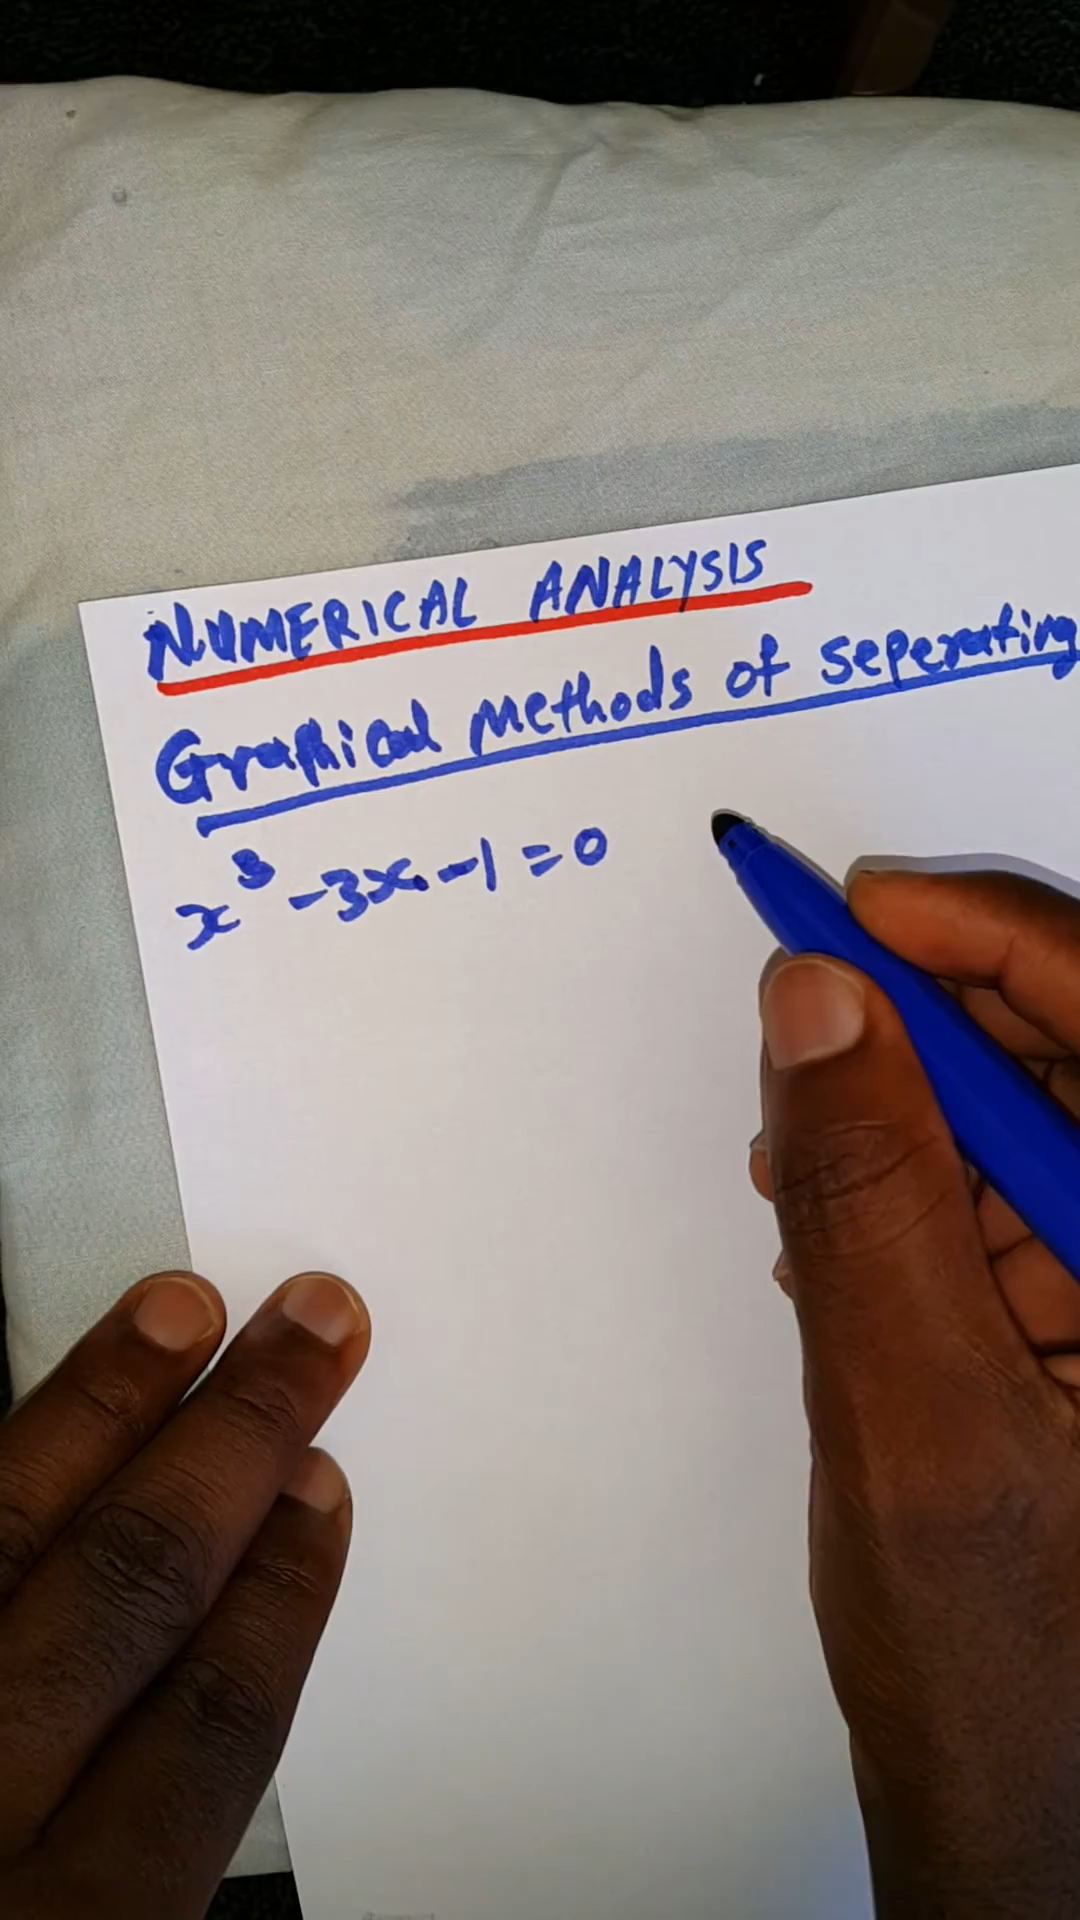 NUMERICAL ANALYSIS
Graphical methods of seperating
x³ -3x-1=0